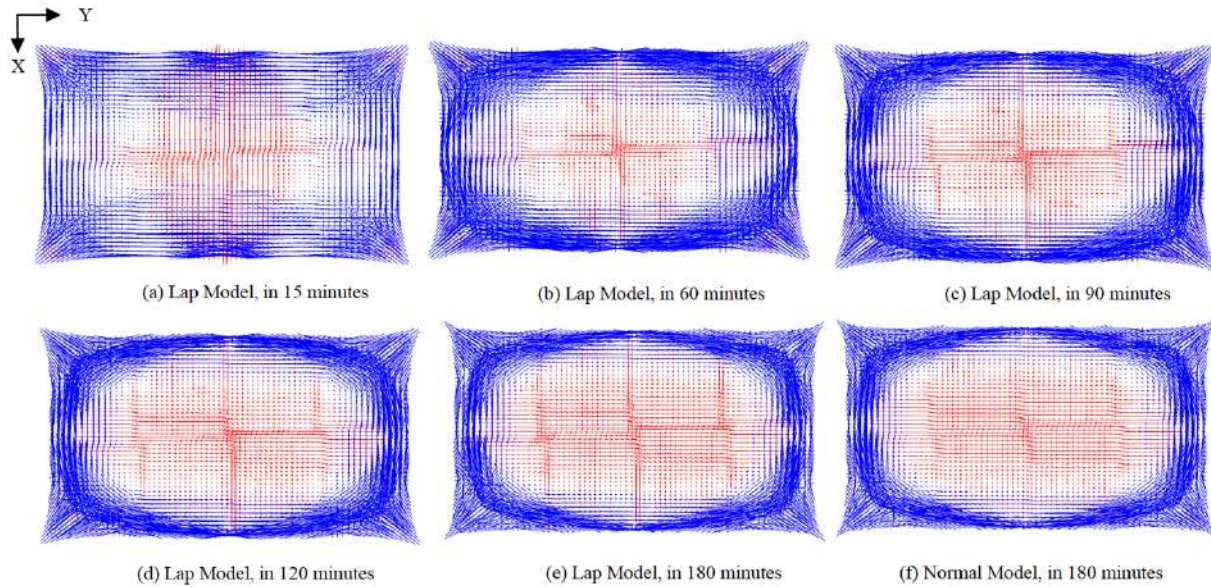 Y
X
(a) Lap Model, in 15 minutes
(b) Lap Model, in 60 minutes
(c) Lap Model, in 90 minutes
(d) Lap Model, in 120 minutes
(e) Lap Model, in 180 minutes
(f) Normal Model, in 180 minutes